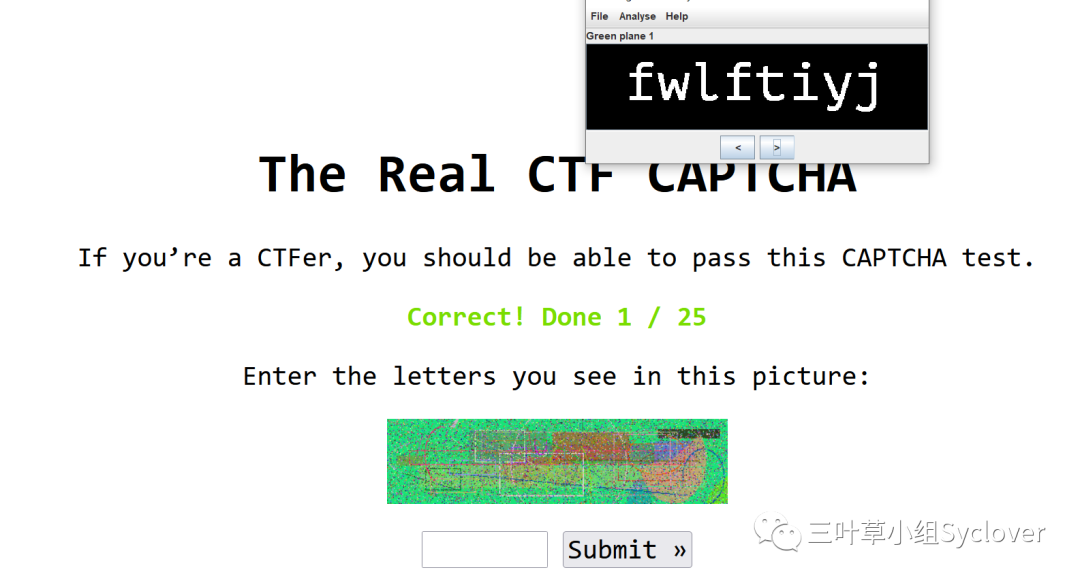 File Analyse Help
Green plane 1
fwlftiyj
< >
The Real CTF CAPTCHA
If you’re a CTFer, you should be able to pass this CAPTCHA test.
Correct! Done 1 / 25
Enter the letters you see in this picture:
Submit »
三叶草小组Syclover